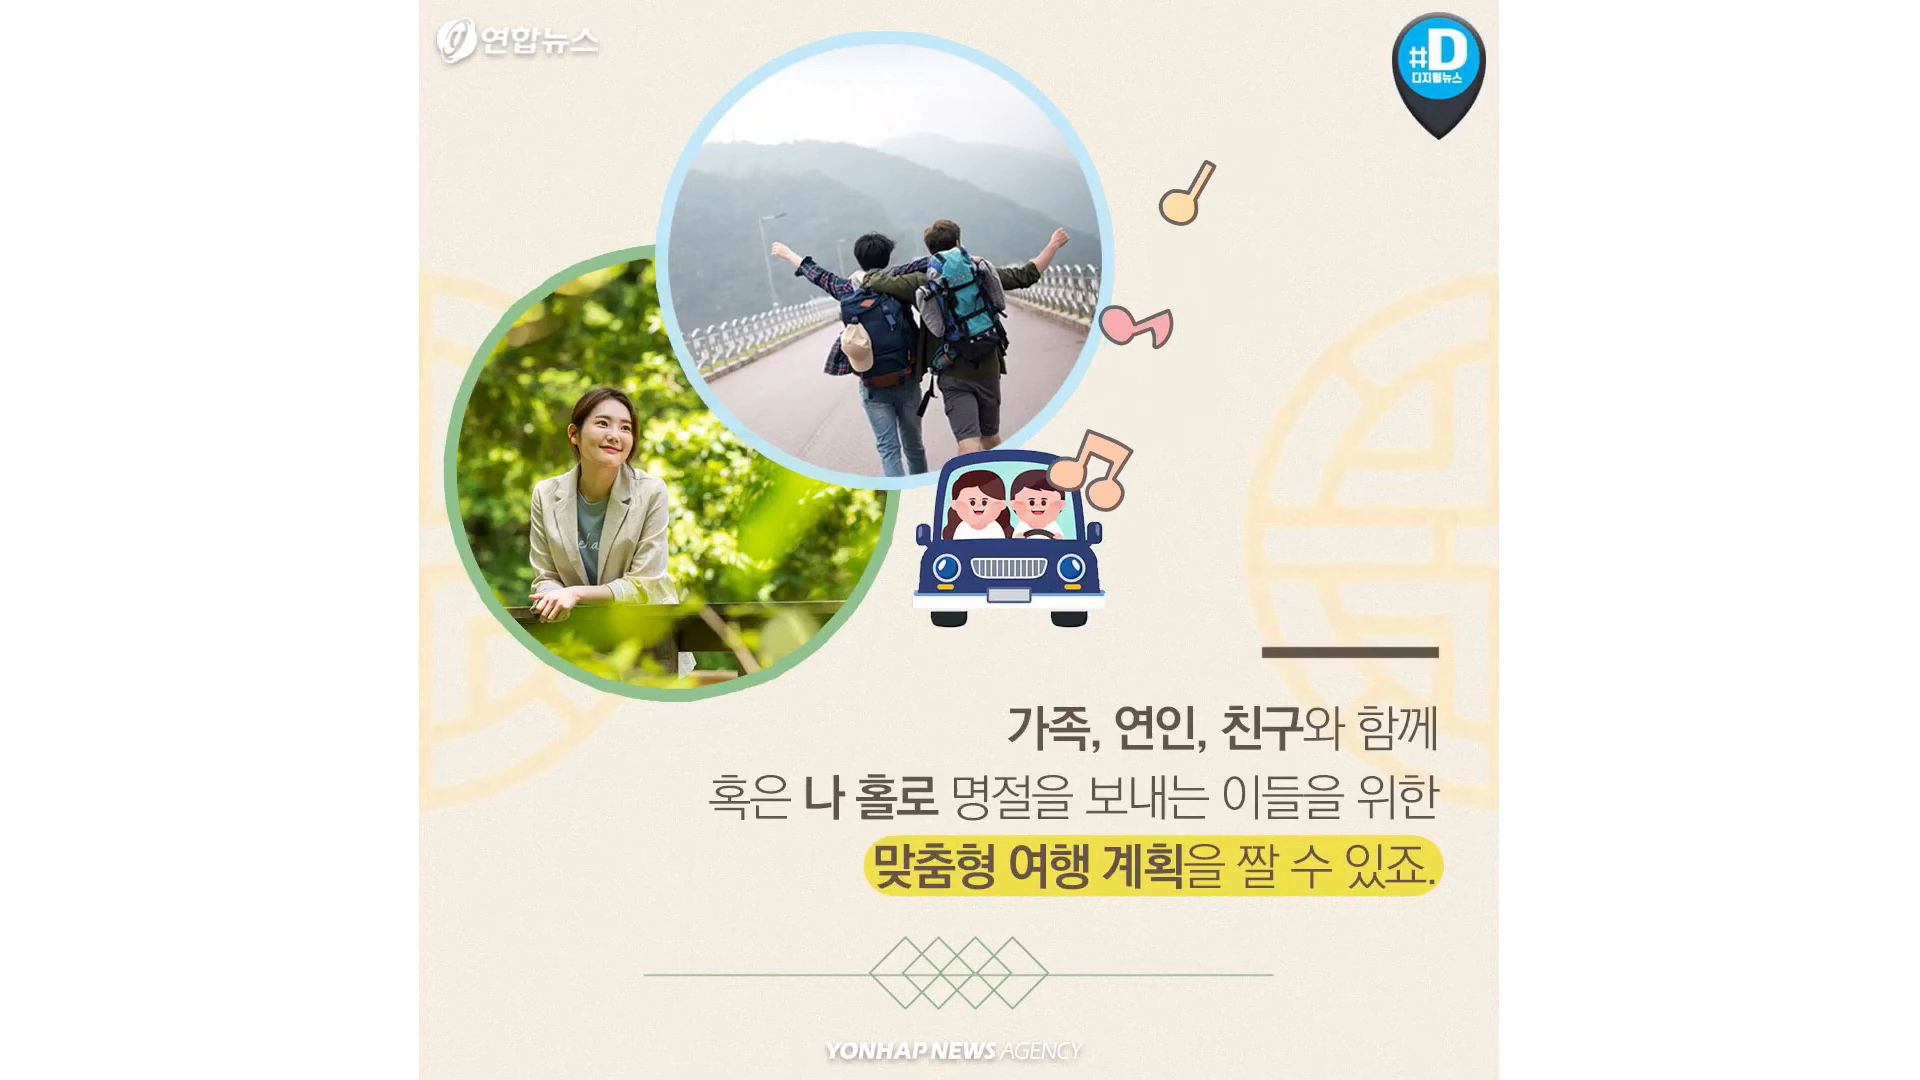 연합뉴스
#D
디지털뉴스
가족, 연인, 친구와 함께
혹은 나 홀로 명절을 보내는 이들을 위한
맞춤형 여행 계획을 짤 수 있죠.
YONHAP NEWS AGENCY